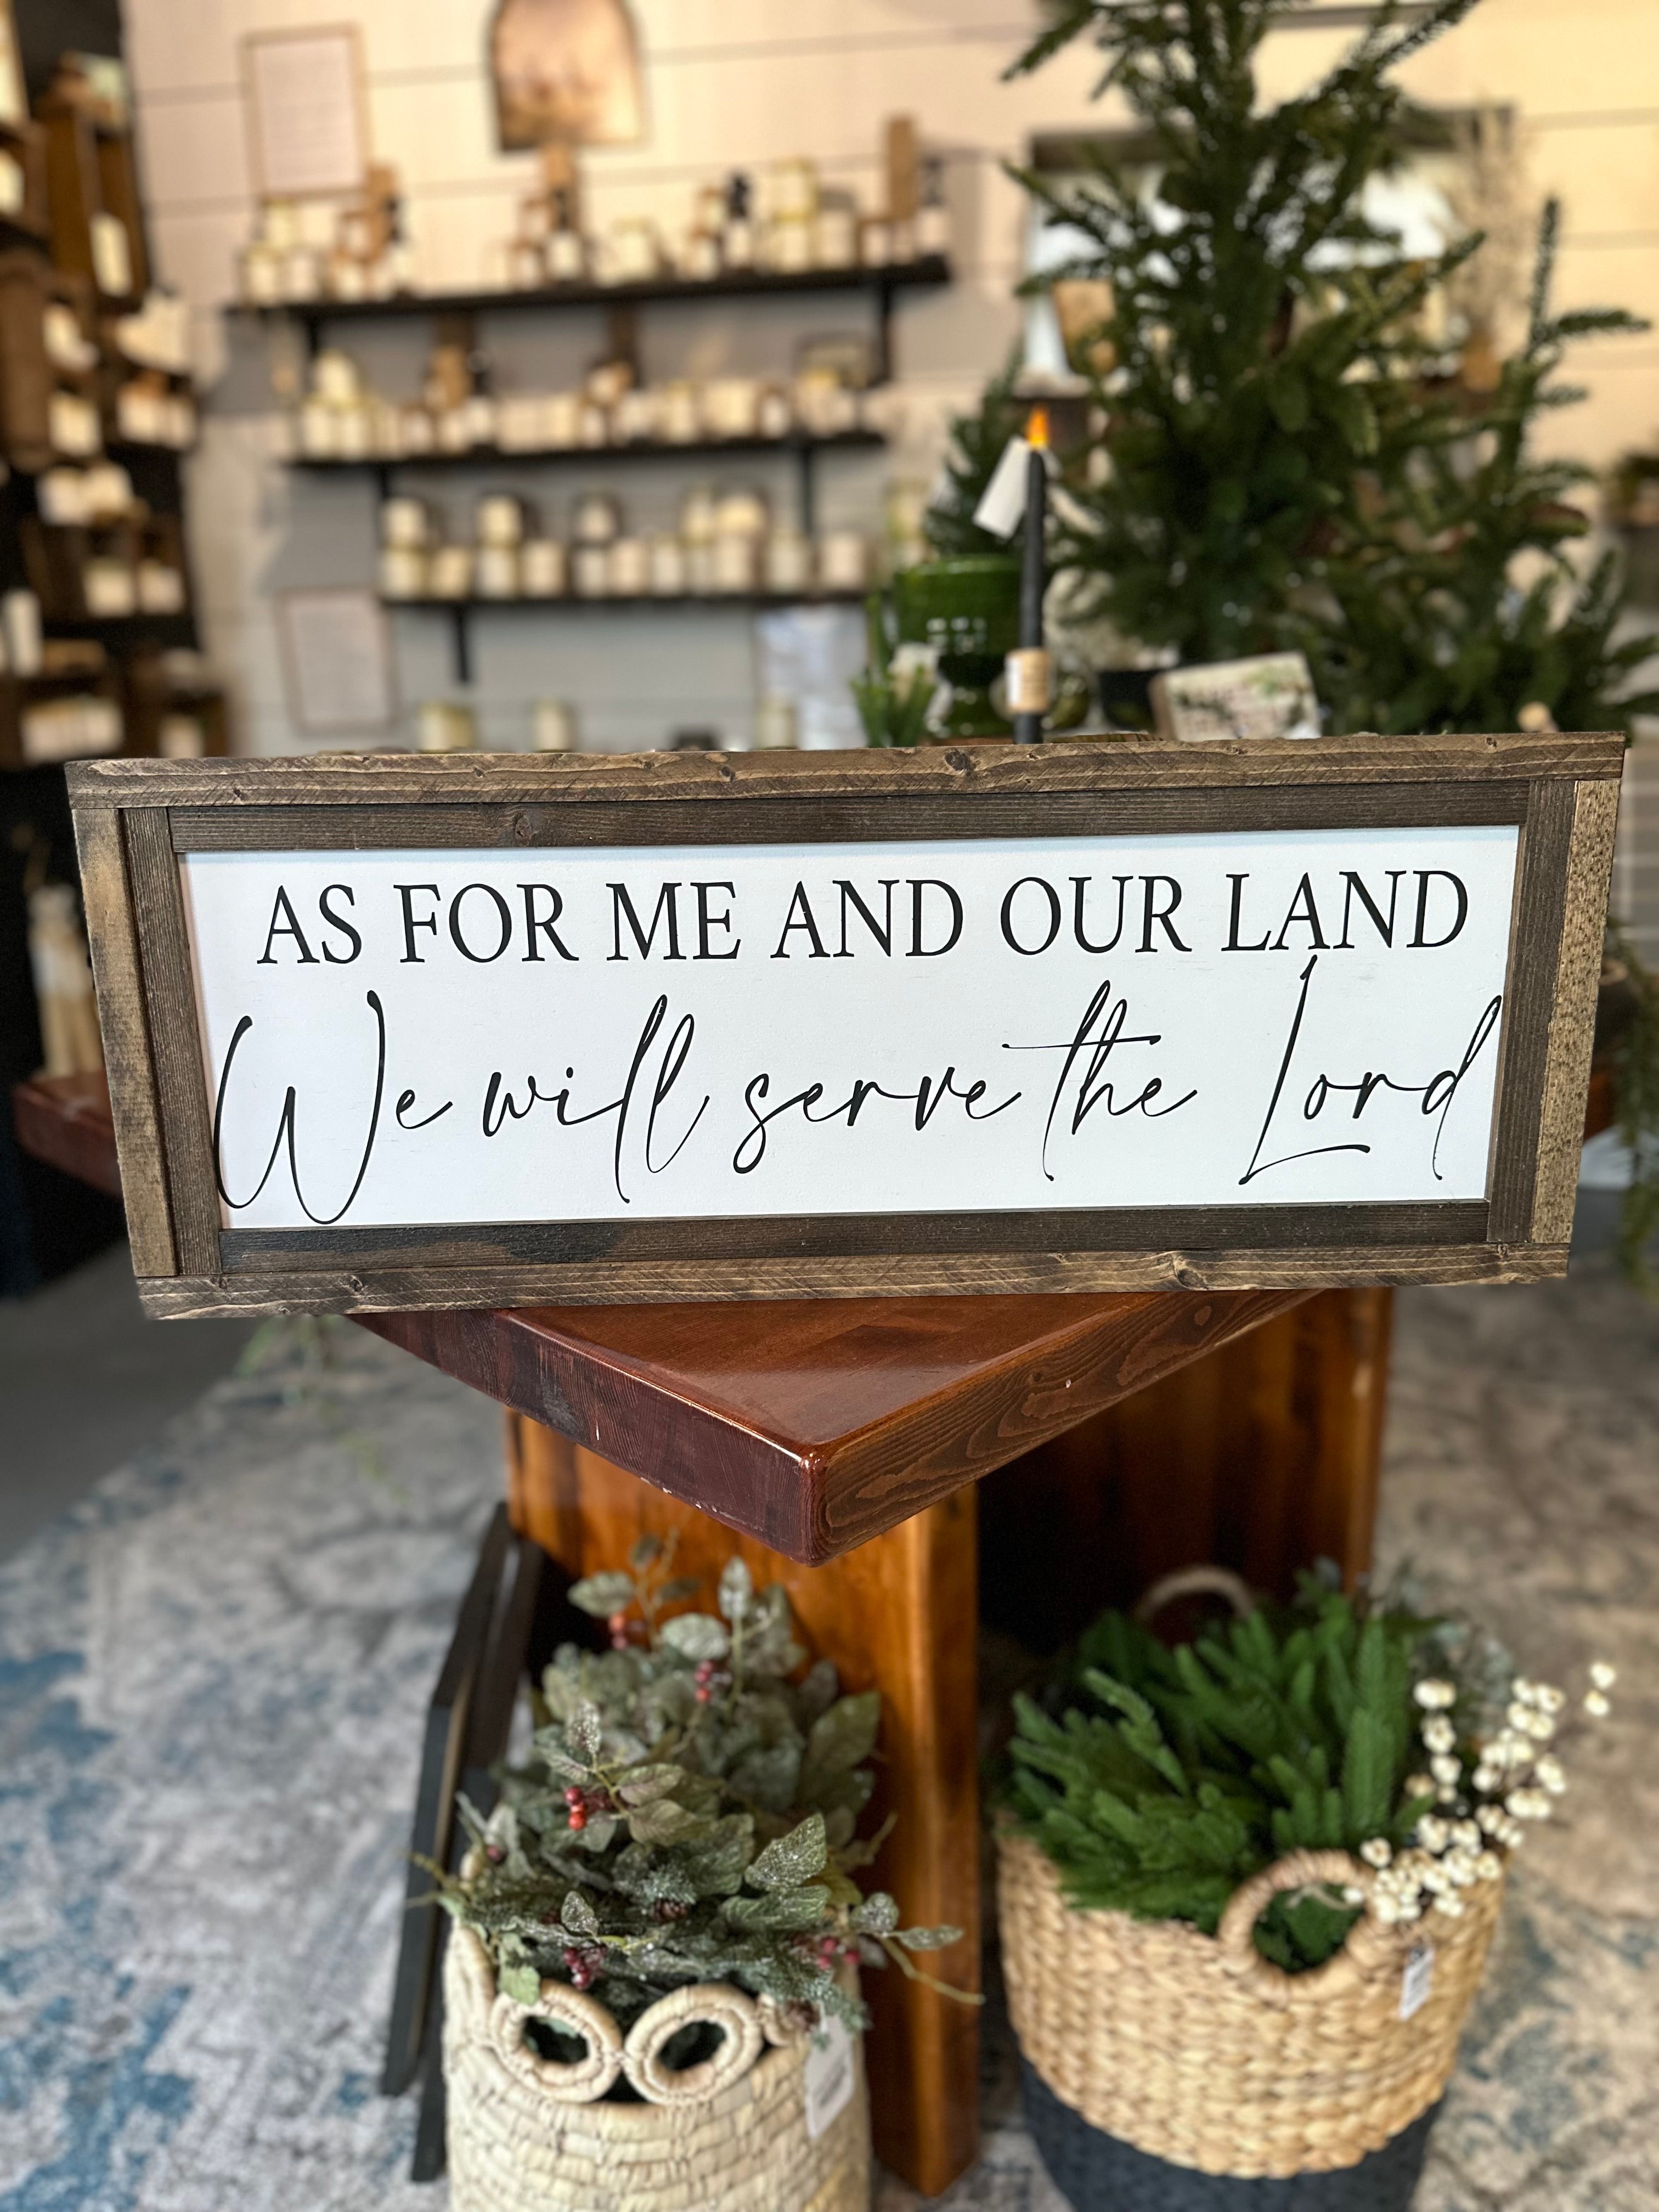 AS FOR ME AND OUR LAND
We will serve the Lord